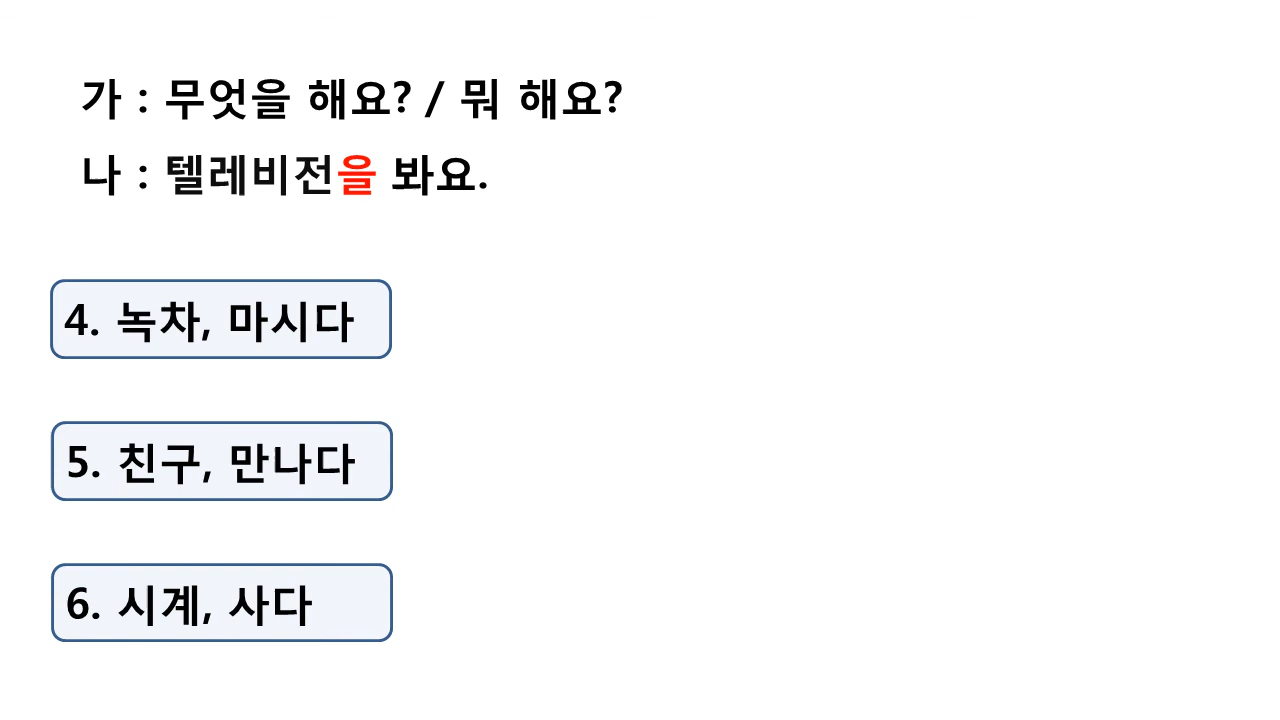 가 : 무엇을 해요? / 뭐 해요?
나 : 텔레비전을 봐요.
4. 녹차, 마시다
5. 친구, 만나다
6. 시계, 사다